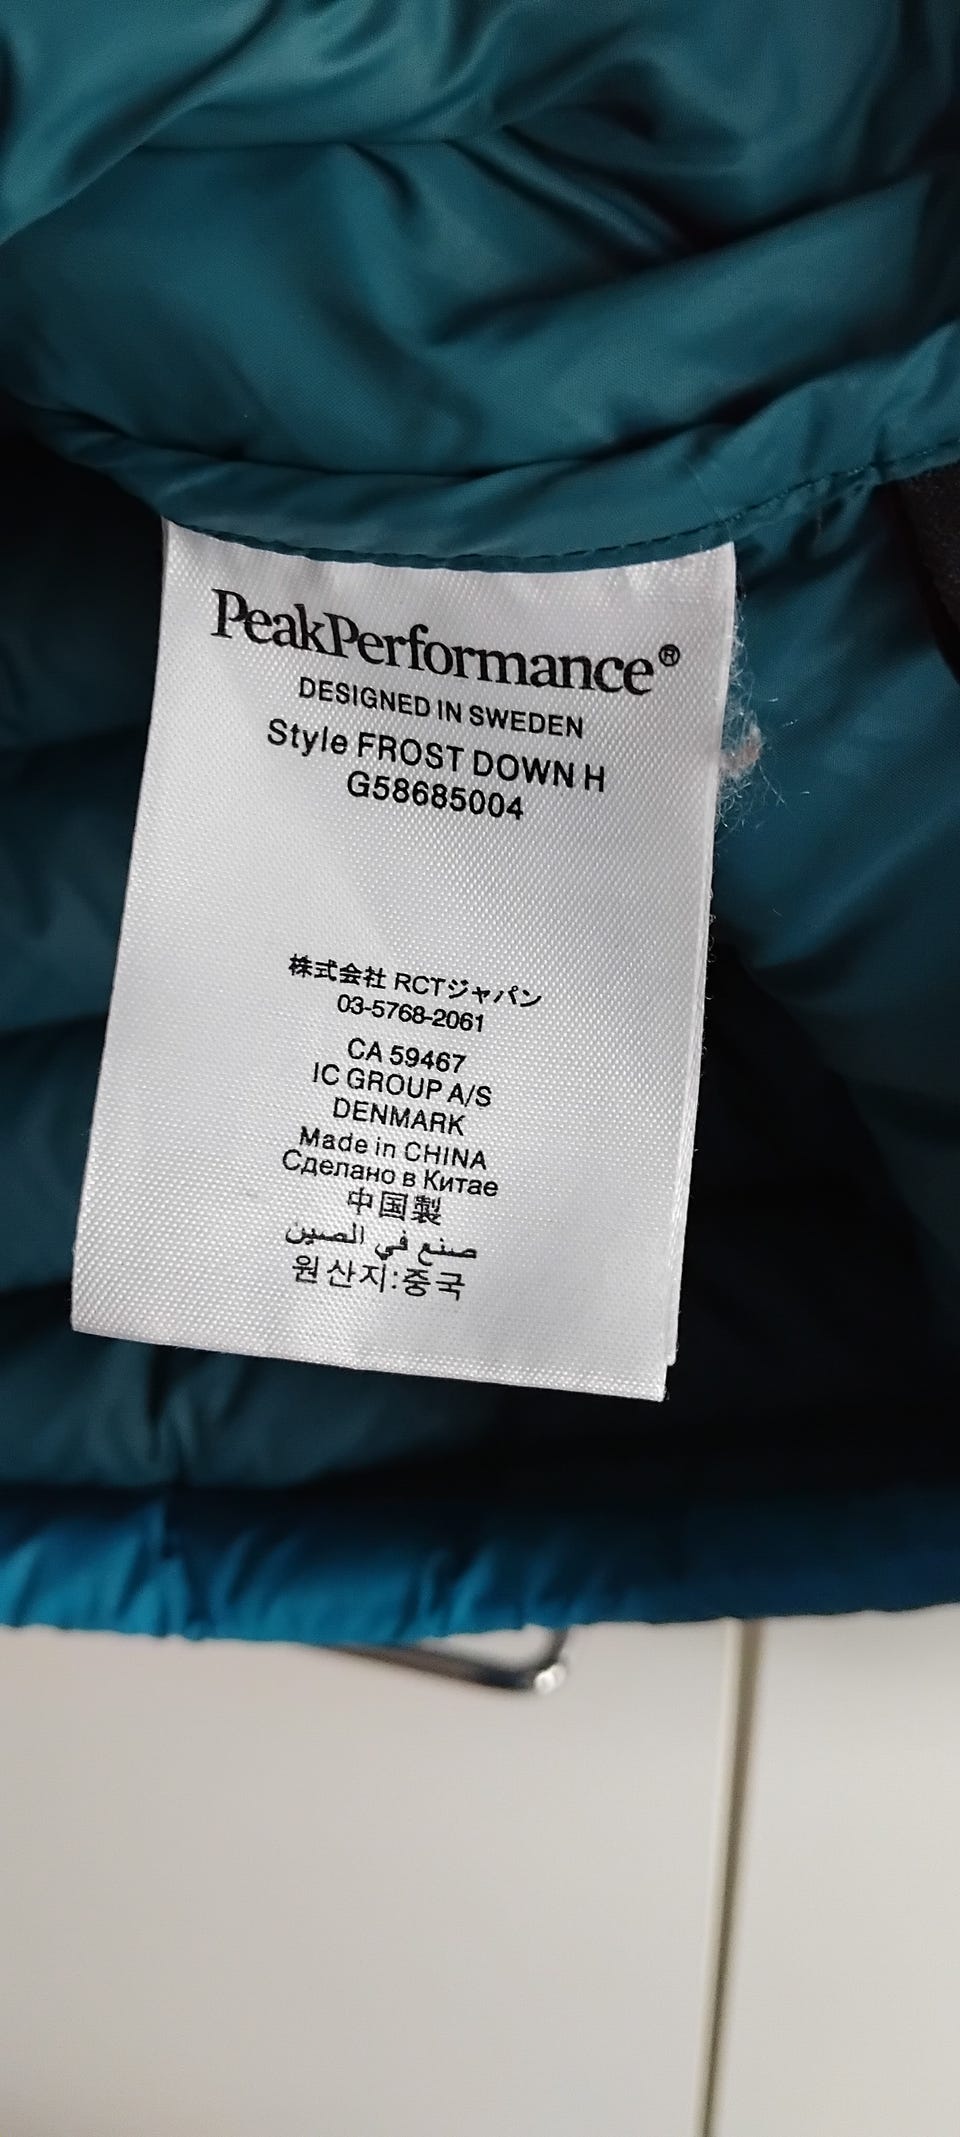 PeakPerformance®
DESIGNED IN SWEDEN
Style FROST DOWN H
G58685004
株式会社 RCTジャパン
03-5768-2061
CA 59467
IC GROUP A/S
DENMARK
Made in CHINA
Сделано в Китае
中国製
صنع في الصين
원산지:중국